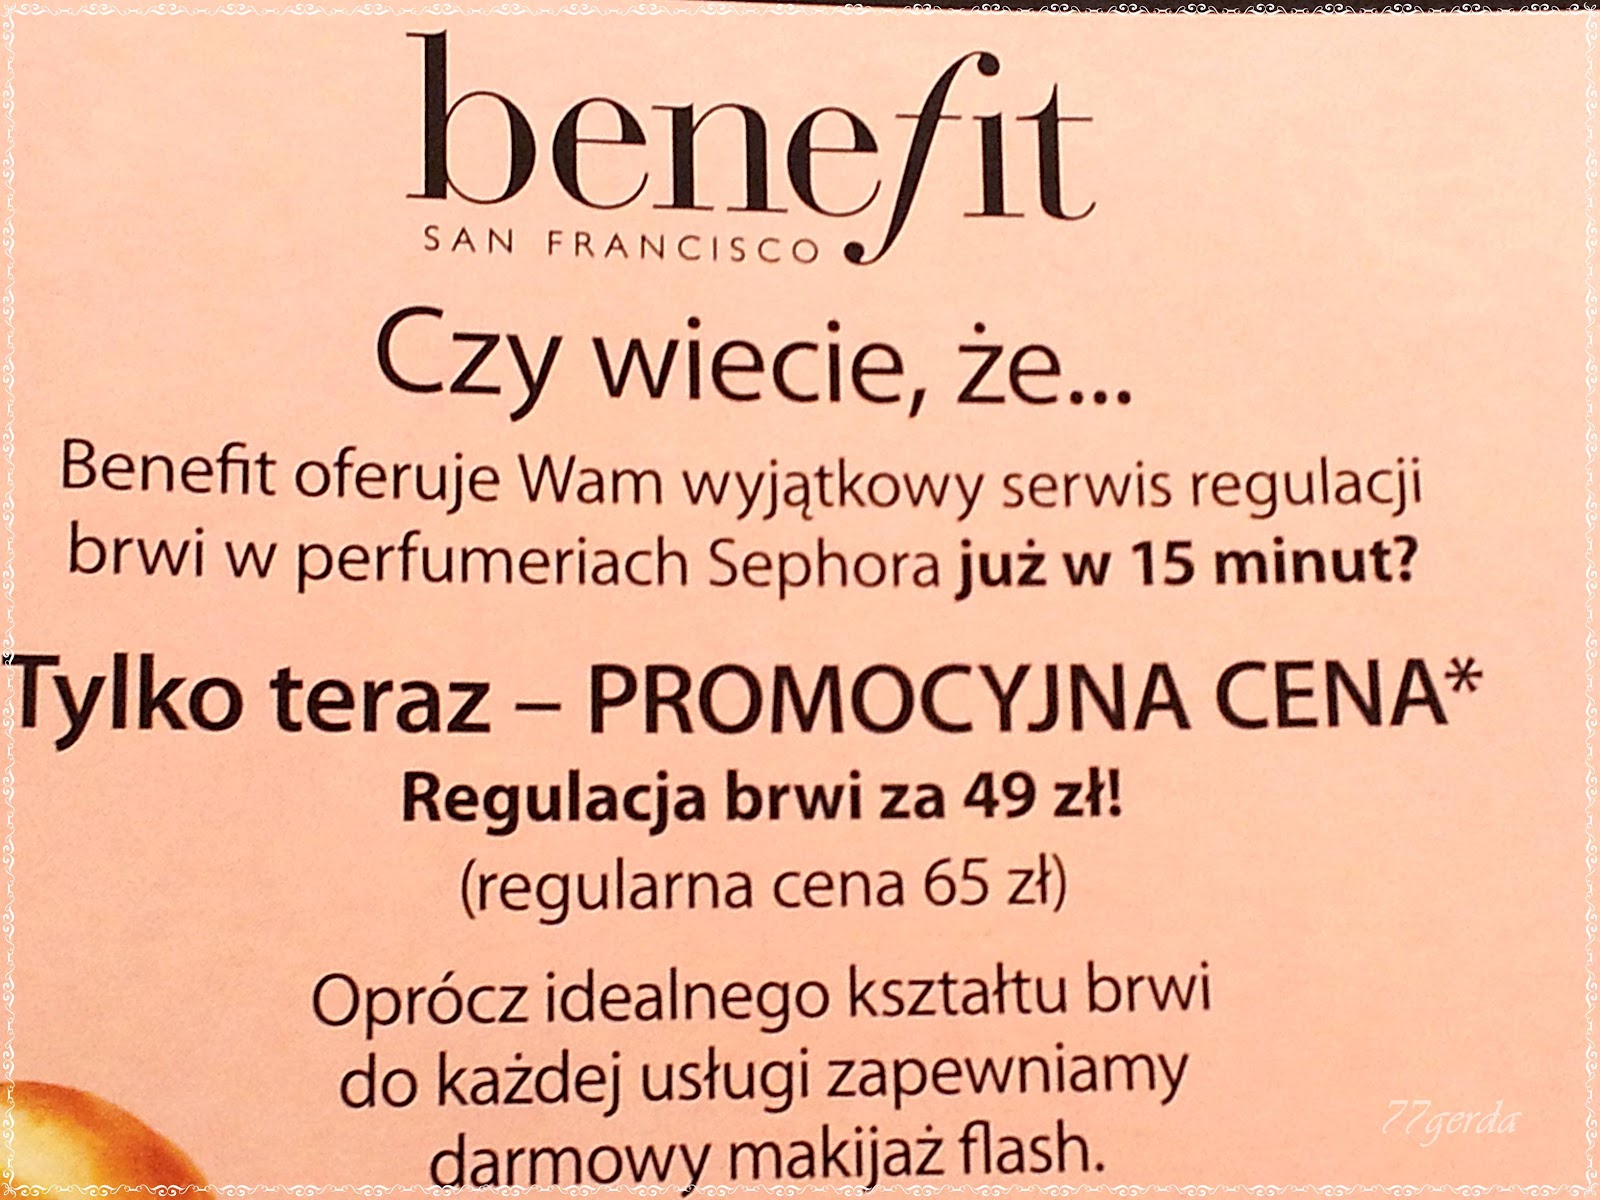 benefit
SAN FRANCISCO
Czy wiecie, że...
Benefit oferuje Wam wyjątkowy serwis regulacji
brwi w perfumeriach Sephora już w 15 minut?
Tylko teraz – PROMOCYJNA CENA*
Regulacja brwi za 49 zł!
(regularna cena 65 zł)
Oprócz idealnego kształtu brwi
do każdej usługi zapewniamy
darmowy makijaż flash.
77gerda